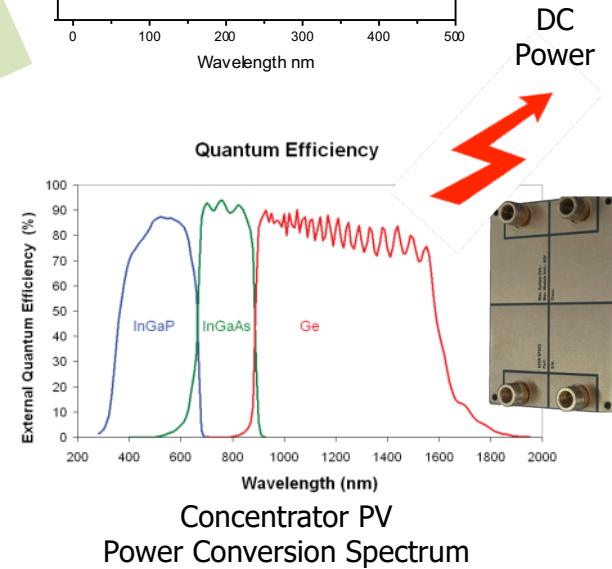 0 100 200 300 400 500
Wavelength nm
DC
Power
Quantum Efficiency
External Quantum Efficiency (%)
100
90
80
70
60
50
40
30
20
10
0
InGaP
InGaAs
Ge
200 400 600 800 1000 1200 1400 1600 1800 2000
Wavelength (nm)
Concentrator PV
Power Conversion Spectrum